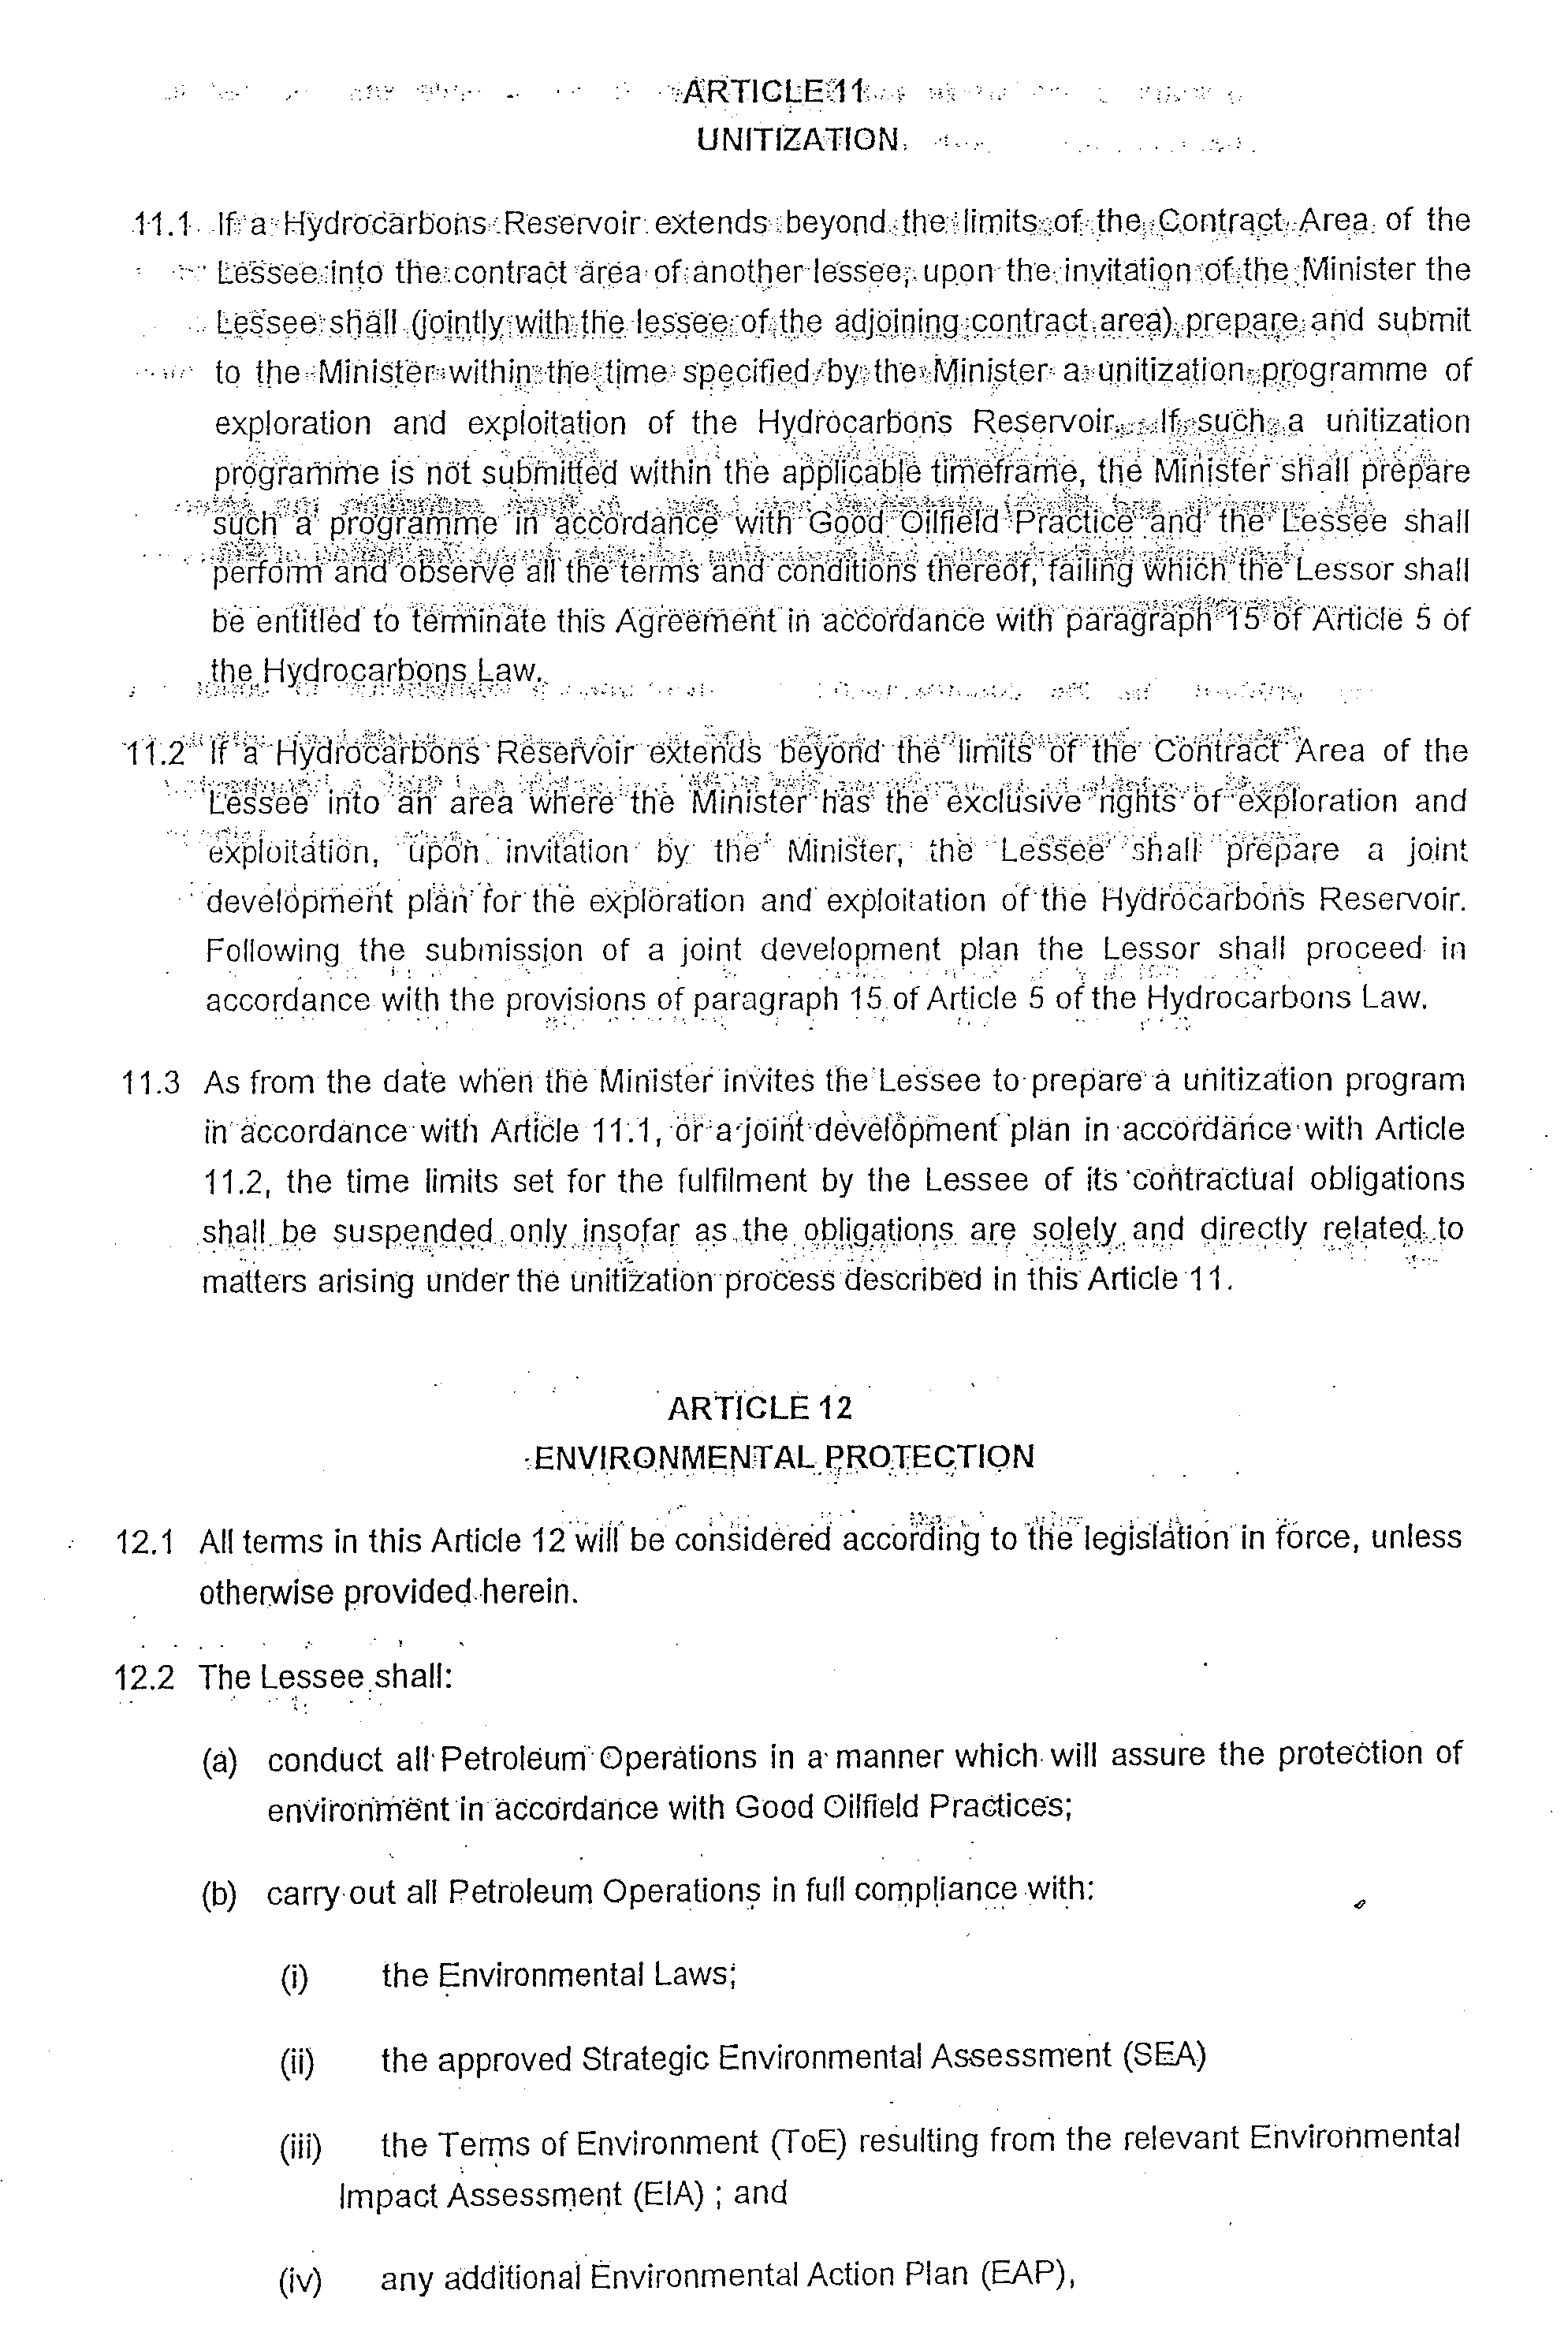 ARTICLE 11
UNITIZATION
11.1 If a Hydrocarbons Reservoir extends beyond the limits of the Contract Area of the
Lessee into the contract area of another lessee, upon the invitation of the Minister the
Lessee shall (jointly with the lessee of the adjoining contract area) prepare and submit
to the Minister within the time specified by the Minister a unitization programme of
exploration and exploitation of the Hydrocarbons Reservoir. If such a unitization
programme is not submitted within the applicable timeframe, the Minister shall prepare
such a programme in accordance with Good Oilfield Practice and the Lessee shall
perform and observe all the terms and conditions thereof, failing which the Lessor shall
be entitled to terminate this Agreement in accordance with paragraph 15 of Article 5 of
the Hydrocarbons Law.
11.2 If a Hydrocarbons Reservoir extends beyond the limits of the Contract Area of the
Lessee into an area where the Minister has the exclusive rights of exploration and
exploitation, upon invitation by the Minister, the Lessee shall prepare a joint
development plan for the exploration and exploitation of the Hydrocarbons Reservoir.
Following the submission of a joint development plan the Lessor shall proceed in
accordance with the provisions of paragraph 15 of Article 5 of the Hydrocarbons Law.
11.3 As from the date when the Minister invites the Lessee to prepare a unitization program
in accordance with Article 11.1, or a joint development plan in accordance with Article
11.2, the time limits set for the fulfilment by the Lessee of its contractual obligations
shall be suspended only insofar as the obligations are solely and directly related to
matters arising under the unitization process described in this Article 11.
ARTICLE 12
ENVIRONMENTAL PROTECTION
12.1 All terms in this Article 12 will be considered according to the legislation in force, unless
otherwise provided herein.
12.2 The Lessee shall:
(a) conduct all Petroleum Operations in a manner which will assure the protection of
environment in accordance with Good Oilfield Practices;
(b) carry out all Petroleum Operations in full compliance with:
(i) the Environmental Laws;
(ii) the approved Strategic Environmental Assessment (SEA)
(iii) the Terms of Environment (ToE) resulting from the relevant Environmental
Impact Assessment (EIA) ; and
(iv) any additional Environmental Action Plan (EAP),